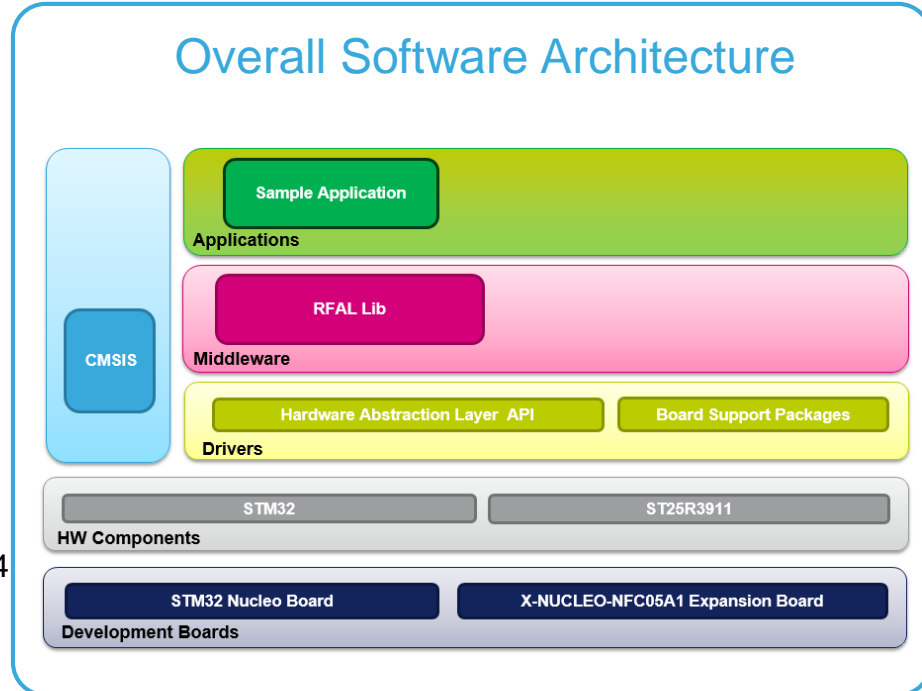 Overall Software Architecture
Sample Application
Applications
RFAL Lib
Middleware
CMSIS
Hardware Abstraction Layer API
Board Support Packages
Drivers
STM32
ST25R3911
HW Components
4
STM32 Nucleo Board
X-NUCLEO-NFC05A1 Expansion Board
Development Boards